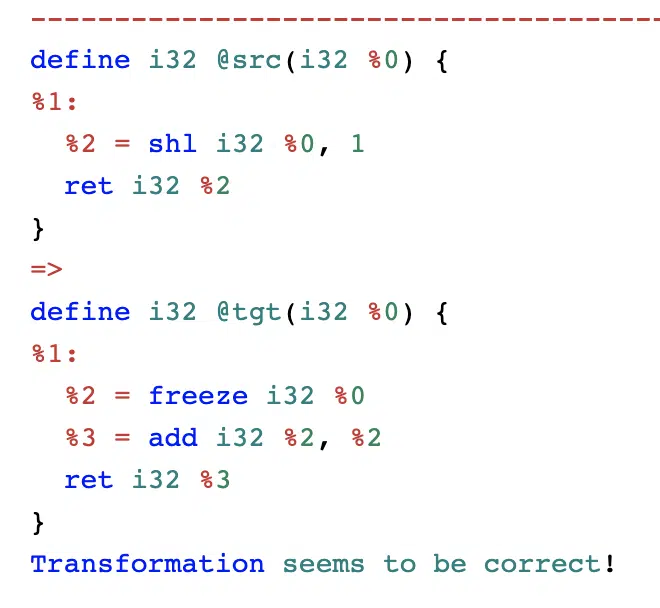 ----------------------------------------
define i32 @src(i32 %0) {
%1:
  %2 = shl i32 %0, 1
  ret i32 %2
}
=>
define i32 @tgt(i32 %0) {
%1:
  %2 = freeze i32 %0
  %3 = add i32 %2, %2
  ret i32 %3
}
Transformation seems to be correct!